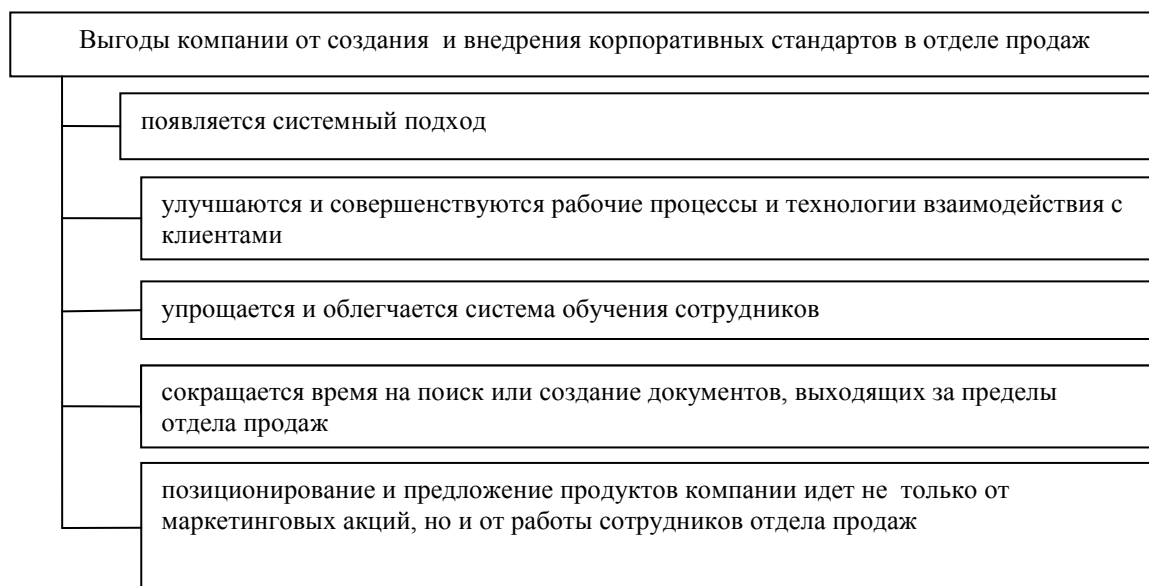 Выгоды компании от создания и внедрения корпоративных стандартов в отделе продаж
появляется системный подход
улучшаются и совершенствуются рабочие процессы и технологии взаимодействия с
клиентами
упрощается и облегчается система обучения сотрудников
сокращается время на поиск или создание документов, выходящих за пределы
отдела продаж
позиционирование и предложение продуктов компании идет не только от
маркетинговых акций, но и от работы сотрудников отдела продаж